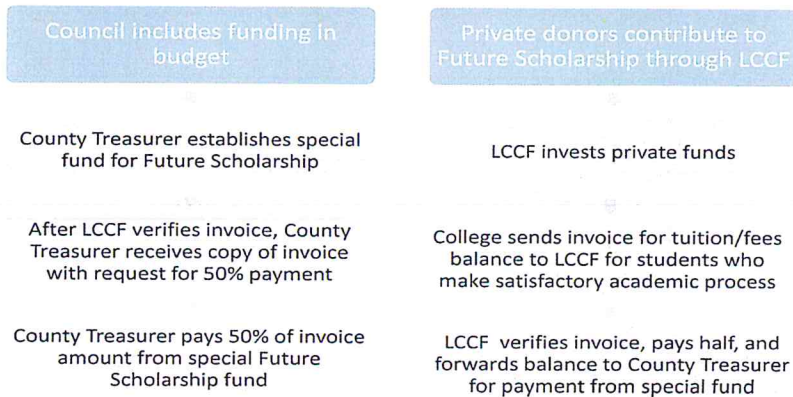 Council includes funding in
budget
County Treasurer establishes special
fund for Future Scholarship
After LCCF verifies invoice, County
Treasurer receives copy of invoice
with request for 50% payment
County Treasurer pays 50% of invoice
amount from special Future
Scholarship fund
Private donors contribute to
Future Scholarship through LCCF
LCCF invests private funds
College sends invoice for tuition/fees
balance to LCCF for students who
make satisfactory academic process
LCCF verifies invoice, pays half, and
forwards balance to County Treasurer
for payment from special fund